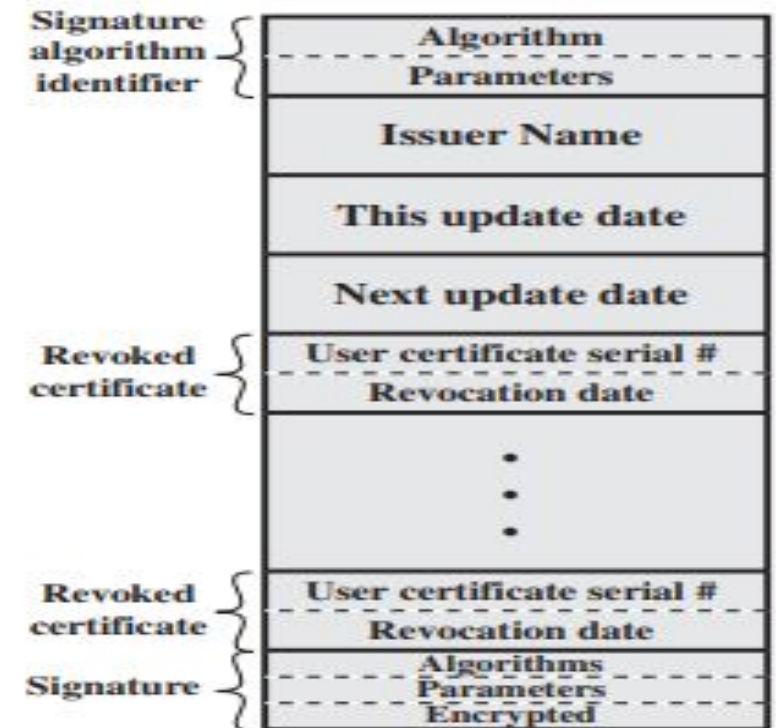 Signature
algorithm
identifier
Algorithm
Parameters
Issuer Name
This update date
Next update date
Revoked
certificate
User certificate serial #
Revocation date
Revoked
certificate
User certificate serial #
Revocation date
Signature
Algorithms
Parameters
Encrypted